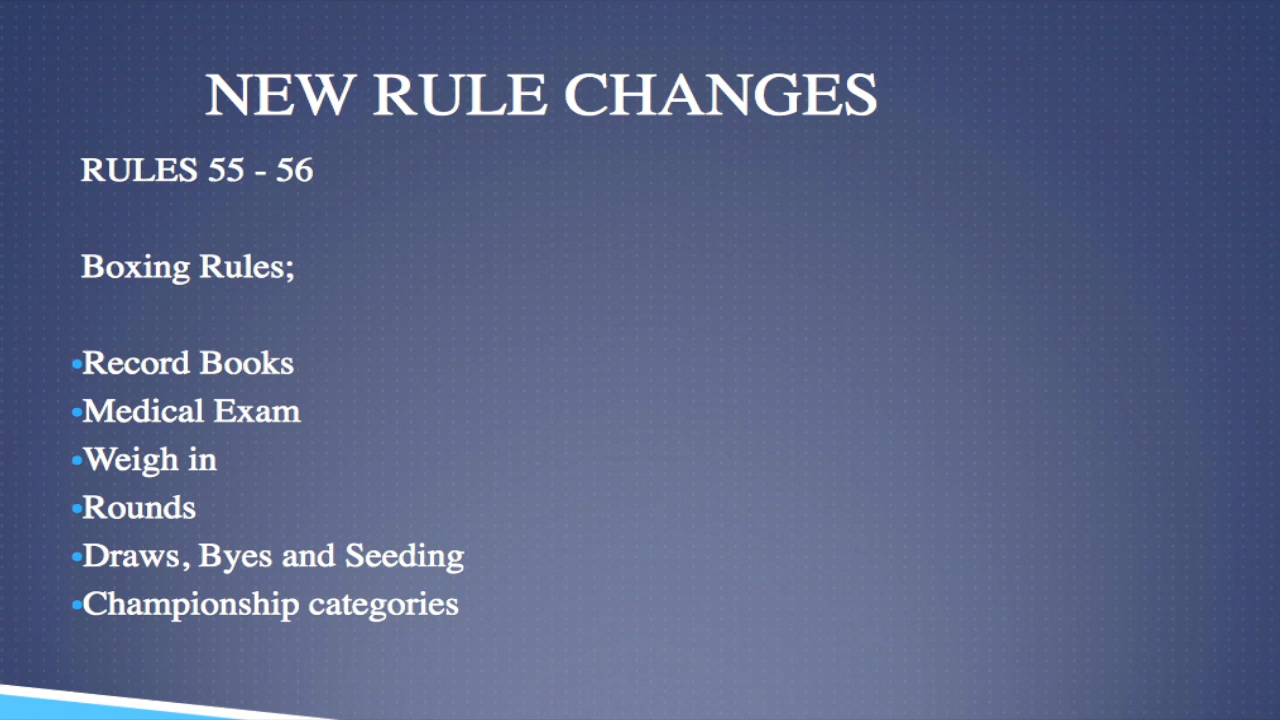 NEW RULE CHANGES
RULES 55 - 56
Boxing Rules;
•Record Books
•Medical Exam
•Weigh in
•Rounds
•Draws, Byes and Seeding
•Championship categories